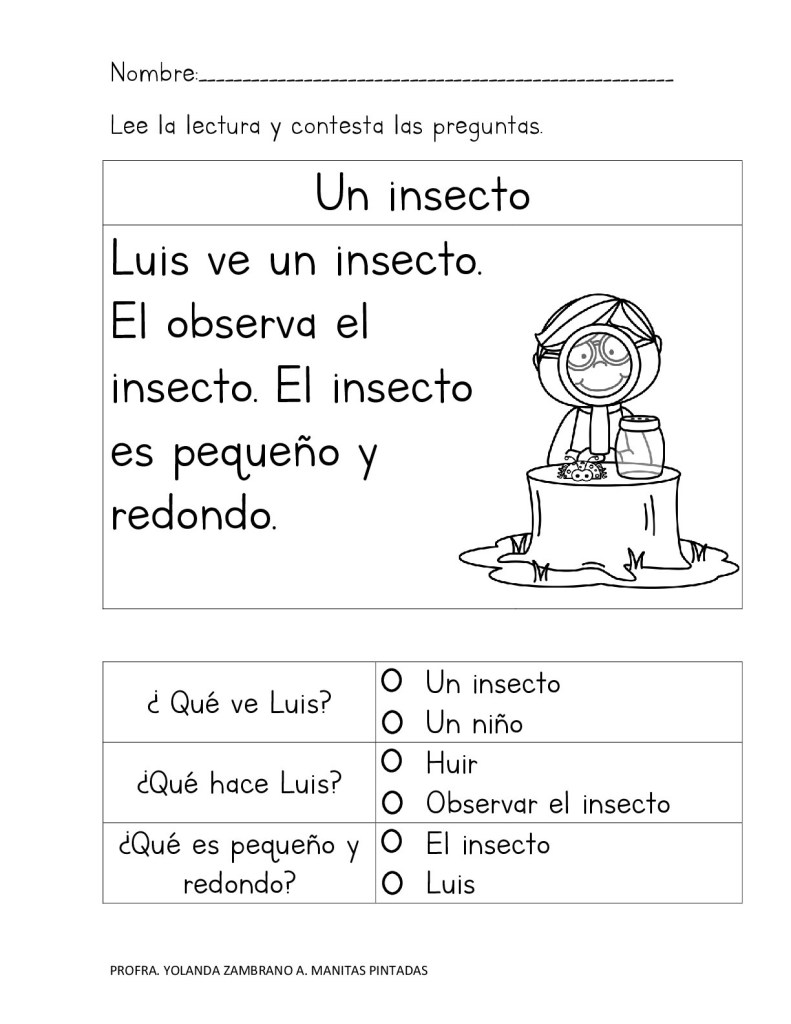 Nombre:______________________________________________________
Lee la lectura y contesta las preguntas.
Un insecto
Luis ve un insecto.
El observa el
insecto. El insecto
es pequeño y
redondo.
¿ Qué ve Luis?
O Un insecto
O Un niño
¿Qué hace Luis?
O Huir
O Observar el insecto
¿Qué es pequeño y
redondo?
O El insecto
O Luis
PROFRA. YOLANDA ZAMBRANO A. MANITAS PINTADAS